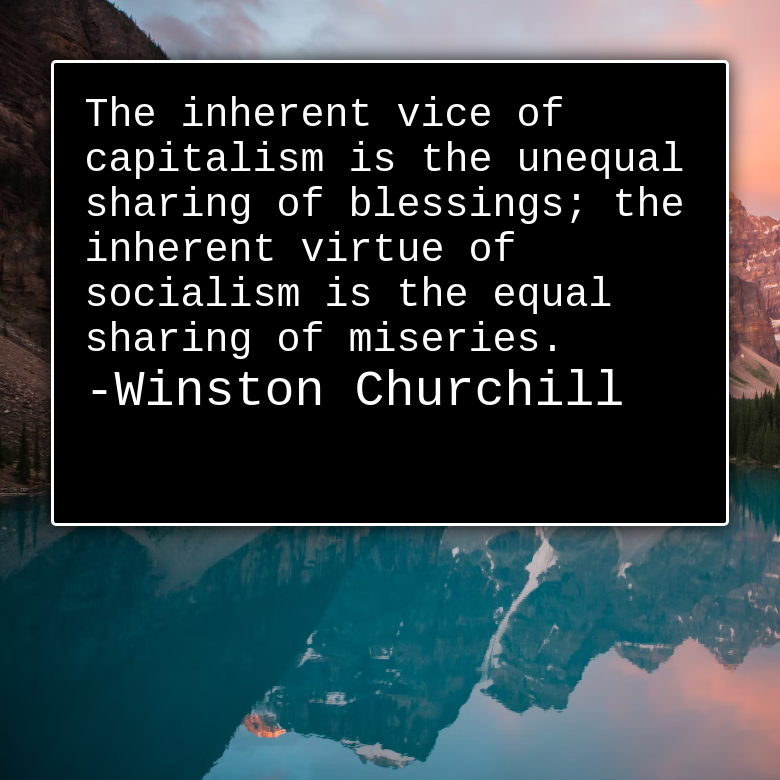 The inherent vice of
capitalism is the unequal
sharing of blessings; the
inherent virtue of
socialism is the equal
sharing of miseries.
-Winston Churchill